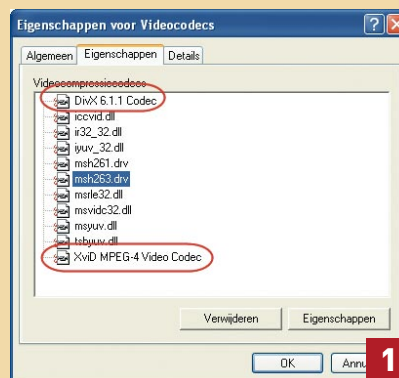 Eigenschappen voor Videocodecs
Algemeen Eigenschappen Details
Videocompressiecodecs
DivX 6.1.1 Codec
iccvid.dll
ir32_32.dll
iyuv_32.dll
msh261.drv
msh263.drv
msrle32.dll
msvidc32.dll
msyuv.dll
tsbyuv.dll
XviD MPEG-4 Video Codec
Verwijderen Eigenschappen
OK Annu
1